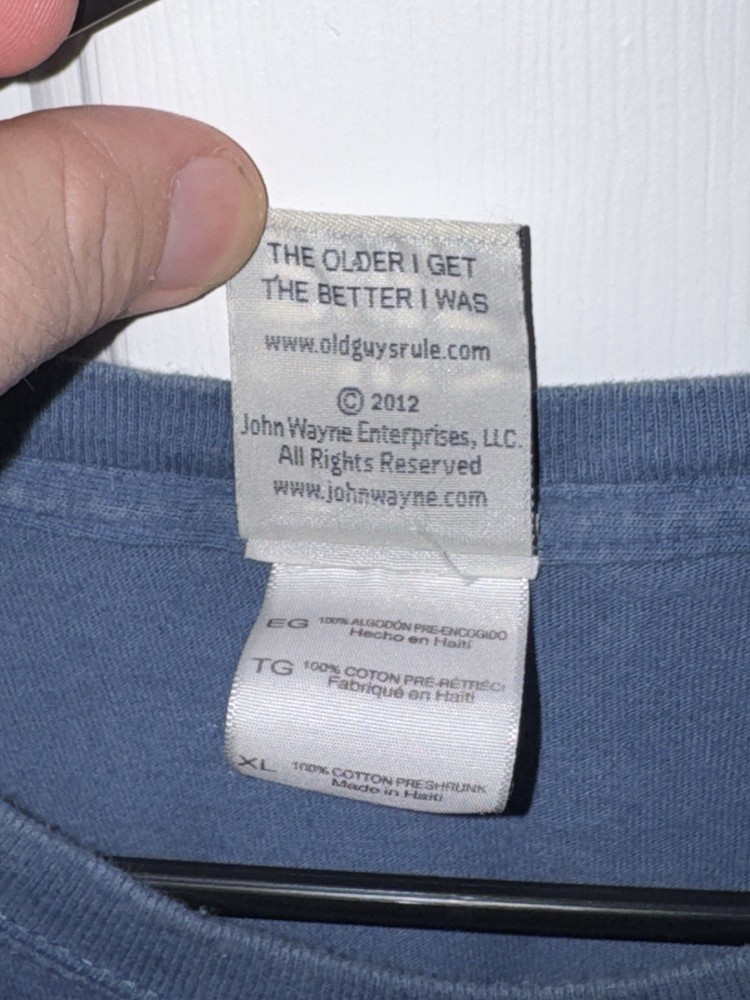 THE OLDER I GET
THE BETTER I WAS
www.oldguysrule.com
© 2012
John Wayne Enterprises, LLC.
All Rights Reserved
www.johnwayne.com
EG 100% ALGODÓN PRE-ENCOGIDO
Hecho en Haití
TG 100% COTON PRÉ-RÉTRÉCI
Fabriqué en Haïti
XL 100% COTTON PRESHRUNK
Made in Haiti